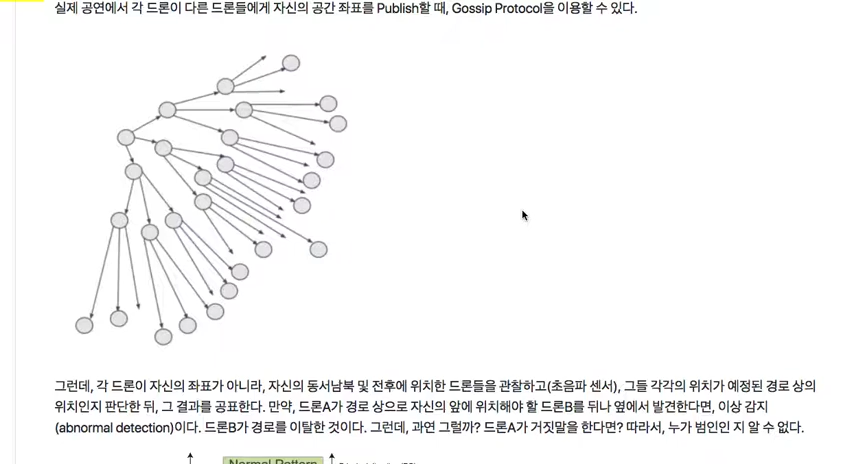 실제 공연에서 각 드론이 다른 드론들에게 자신의 공간 좌표를 Publish할 때, Gossip Protocol을 이용할 수 있다.
그런데, 각 드론이 자신의 좌표가 아니라, 자신의 동서남북 및 전후에 위치한 드론들을 관찰하고(초음파 센서), 그들 각각의 위치가 예정된 경로 상의
위치인지 판단한 뒤, 그 결과를 공표한다. 만약, 드론A가 경로 상으로 자신의 앞에 위치해야 할 드론B를 뒤나 옆에서 발견한다면, 이상 감지
(abnormal detection)이다. 드론B가 경로를 이탈한 것이다. 그런데, 과연 그럴까? 드론A가 거짓말을 한다면? 따라서, 누가 범인인 지 알 수 없다.
Normal Pattern